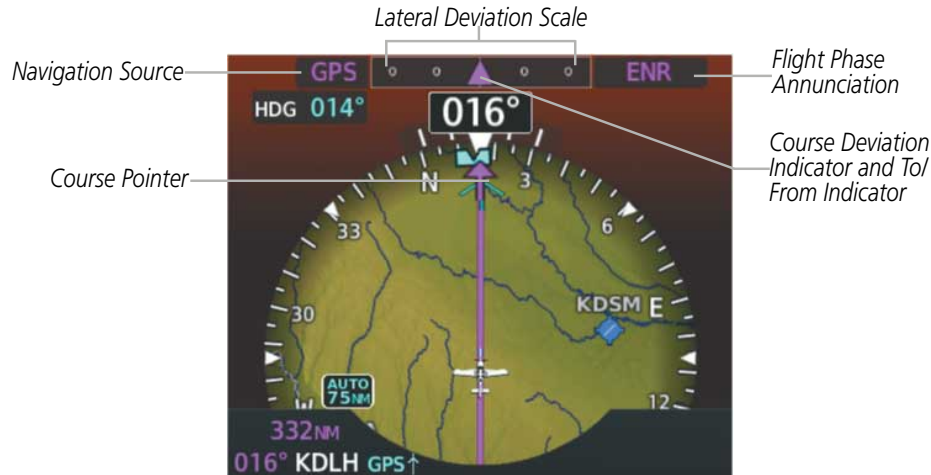 Lateral Deviation Scale
Navigation Source
GPS
ENR
Flight Phase
Annunciation
HDG 014°
016°
Course Deviation
Indicator and To/
From Indicator
Course Pointer
N
3
33
6
30
KDSM
E
AUTO
75NM
W
12
332NM
016° KDLH GPS↑